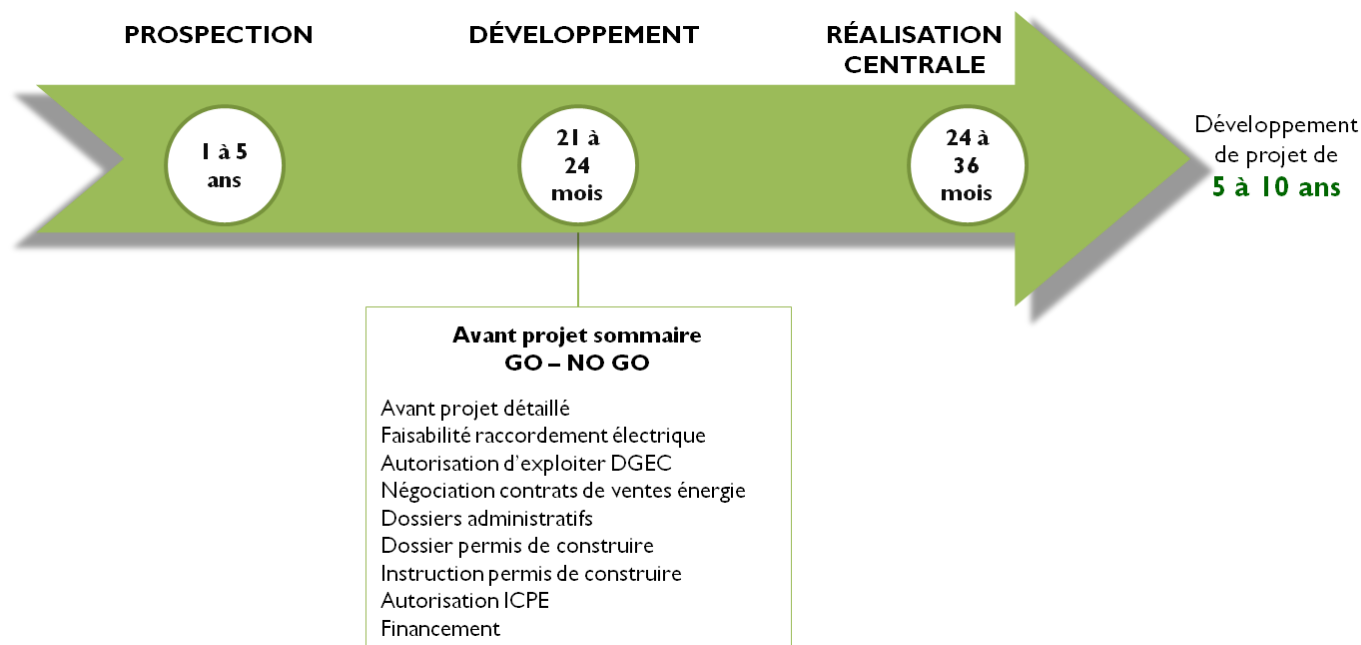 PROSPECTION
DÉVELOPPEMENT
RÉALISATION
CENTRALE
1 à 5
ans
21 à
24
mois
24 à
36
mois
Développement
de projet de
5 à 10 ans
Avant projet sommaire
GO – NO GO
Avant projet détaillé
Faisabilité raccordement électrique
Autorisation d’exploiter DGEC
Négociation contrats de ventes énergie
Dossiers administratifs
Dossier permis de construire
Instruction permis de construire
Autorisation ICPE
Financement